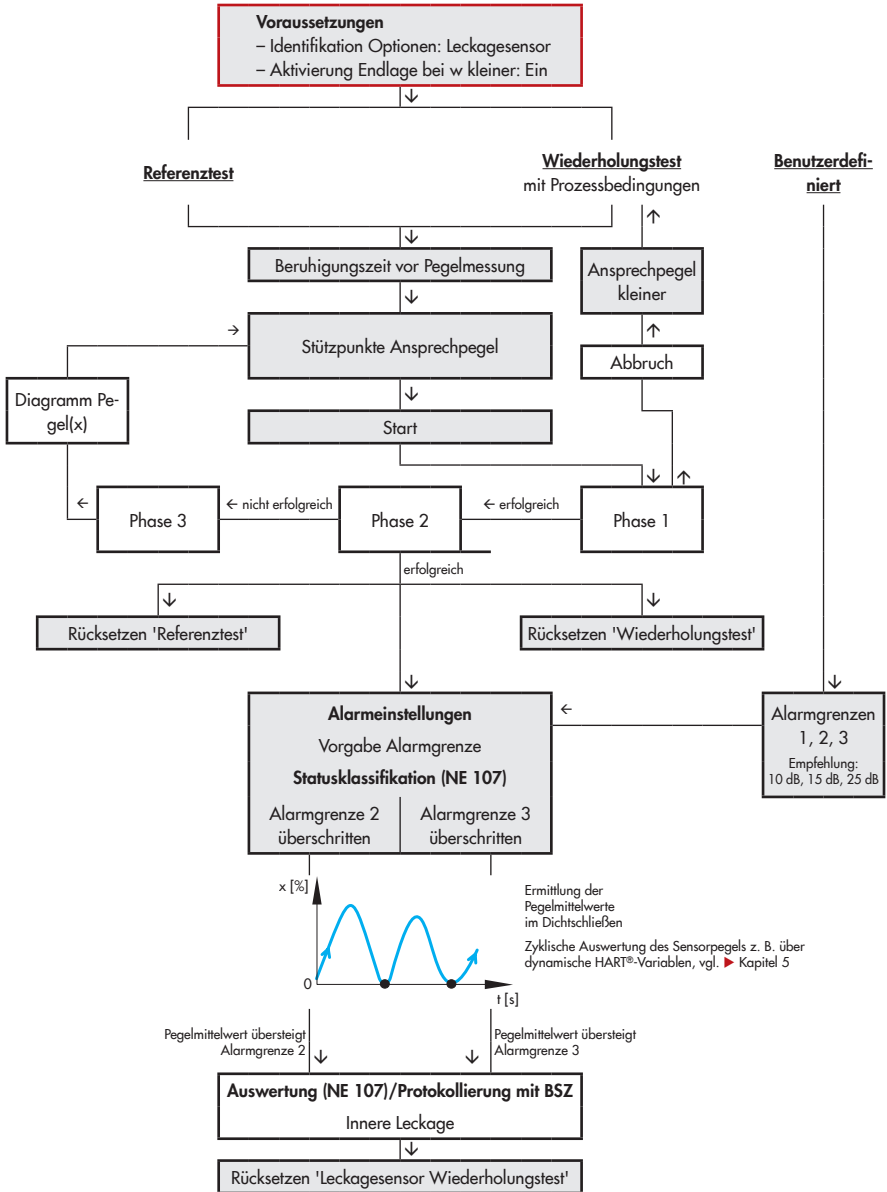 Voraussetzungen
– Identifikation Optionen: Leckagesensor
– Aktivierung Endlage bei w kleiner: Ein
Referenztest
Wiederholungstest
mit Prozessbedingungen
Benutzerdefi-
niert
Beruhigungszeit vor Pegelmessung
Ansprechpegel
kleiner
Stützpunkte Ansprechpegel
Abbruch
Diagramm Pe-
gel(x)
Start
Phase 3
← nicht erfolgreich
Phase 2
← erfolgreich
Phase 1
erfolgreich
Rücksetzen 'Referenztest'
Rücksetzen 'Wiederholungstest'
Alarmeinstellungen
Vorgabe Alarmgrenze
Statusklassifikation (NE 107)
Alarmgrenze 2
überschritten
Alarmgrenze 3
überschritten
Alarmgrenzen
1, 2, 3
Empfehlung:
10 dB, 15 dB, 25 dB
x [%]
0
t [s]
Ermittlung der
Pegelmittelwerte
im Dichtschließen
Zyklische Auswertung des Sensorpegels z. B. über
dynamische HART®-Variablen, vgl. ▶ Kapitel 5
Pegelmittelwert übersteigt
Alarmgrenze 2
Pegelmittelwert übersteigt
Alarmgrenze 3
Auswertung (NE 107)/Protokollierung mit BSZ
Innere Leckage
Rücksetzen 'Leckagesensor Wiederholungstest'